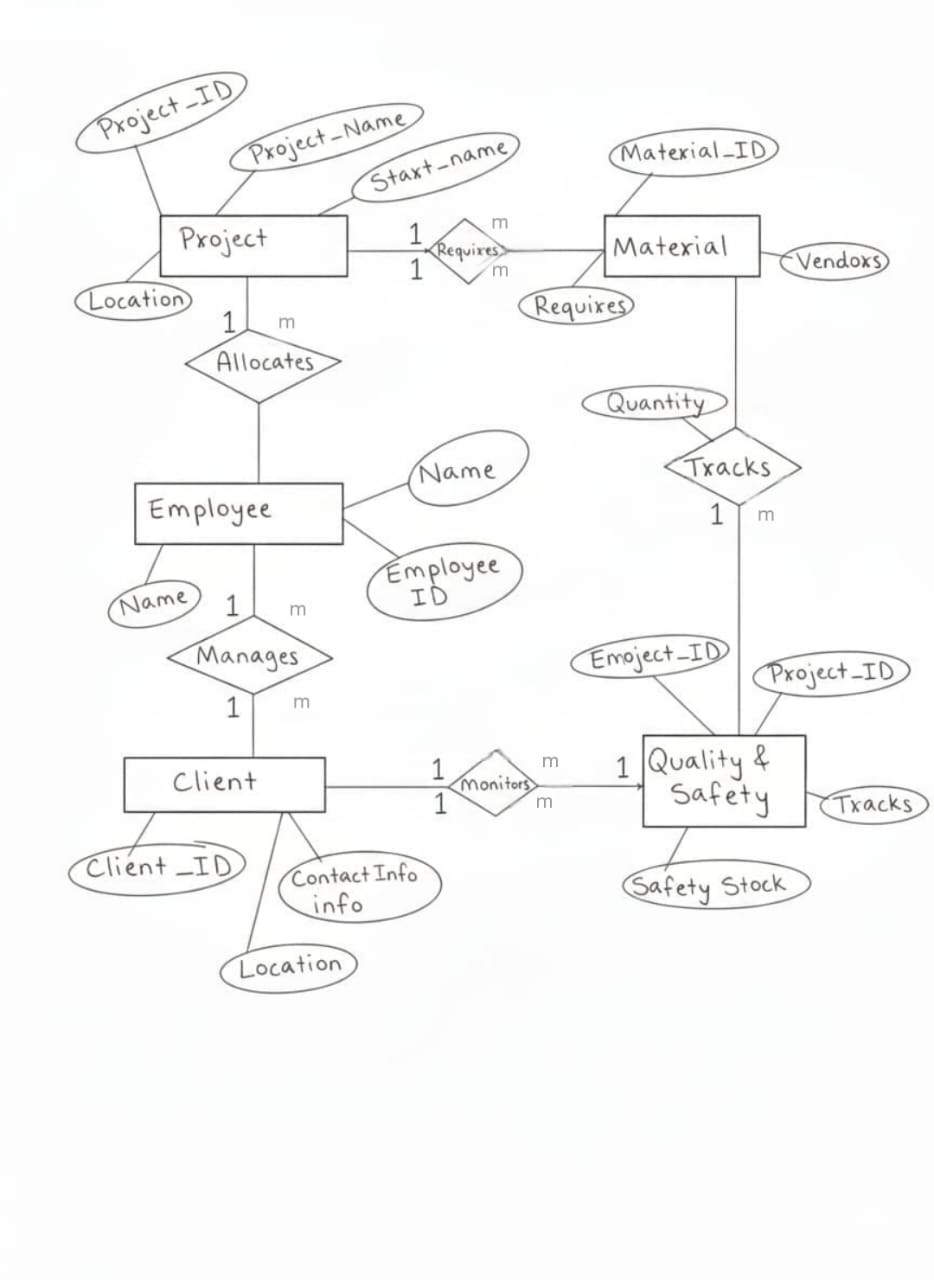 Project_ID
Project_Name
Start_name
Material_ID
Project
1
m
Requires
1
m
Material
Vendors
Location
Requires
1
m
Allocates
Quantity
Tracks
1
m
Name
Employee
Employee
ID
Name
1
m
Manages
1
m
Emoject_ID
Project_ID
Client
1
m
1
Monitors
1
m
Quality &
Safety
Tracks
Client_ID
Contact Info
info
Safety Stock
Location